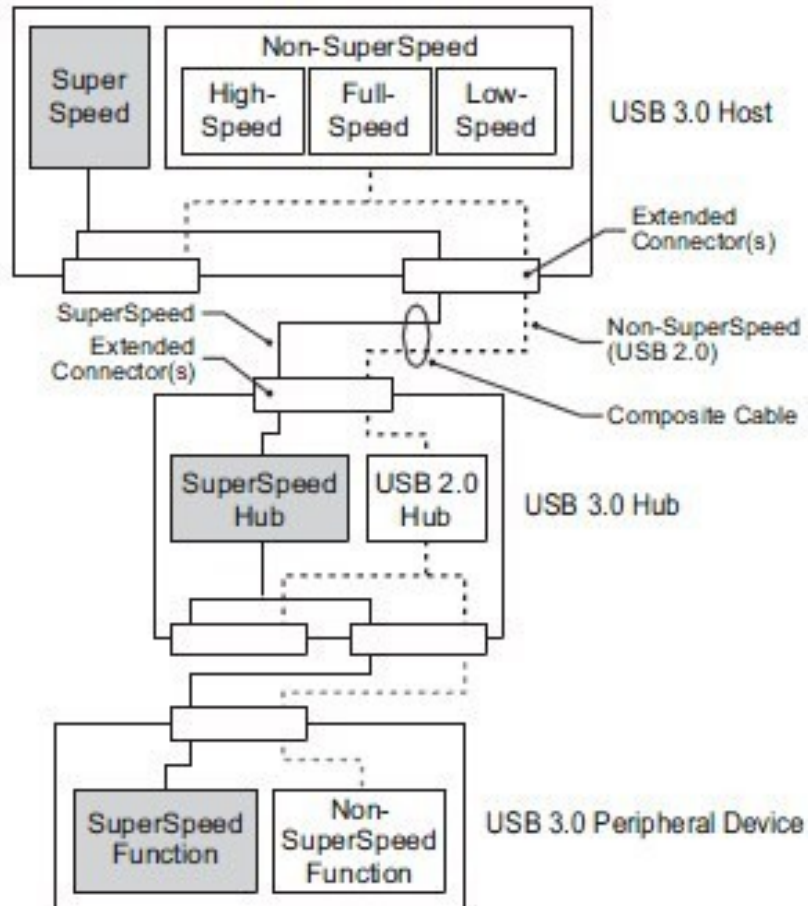 Super
Speed
Non-SuperSpeed
High-
Speed
Full-
Speed
Low-
Speed
USB 3.0 Host
Extended
Connector(s)
SuperSpeed
Extended
Connector(s)
Non-SuperSpeed
(USB 2.0)
Composite Cable
SuperSpeed
Hub
USB 2.0
Hub
USB 3.0 Hub
SuperSpeed
Function
Non-
SuperSpeed
Function
USB 3.0 Peripheral Device